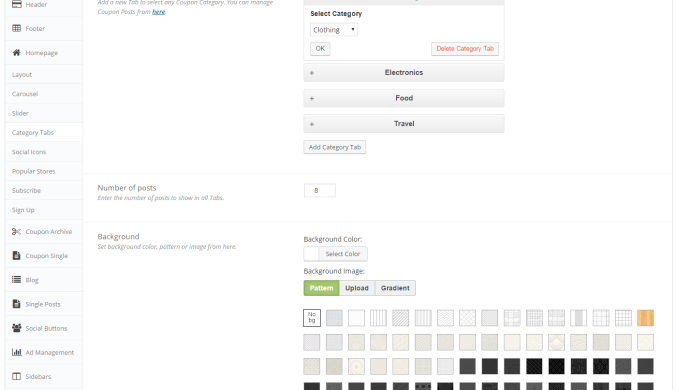 Header
Footer
Homepage
Layout
Carousel
Slider
Category Tabs
Social Icons
Popular Stores
Subscribe
Sign Up
Coupon Archive
Coupon Single
Blog
Single Posts
Social Buttons
Ad Management
Sidebars
Add a new Tab to select any Coupon Category. You can manage
Coupon Posts from here.
Select Category
Clothing
OK
Delete Category Tab
+ Electronics
+ Food
+ Travel
Add Category Tab
Number of posts
Enter the number of posts to show in all Tabs.
8
Background
Set background color, pattern or image from here.
Background Color:
Select Color
Background Image:
Pattern Upload Gradient
No
bg